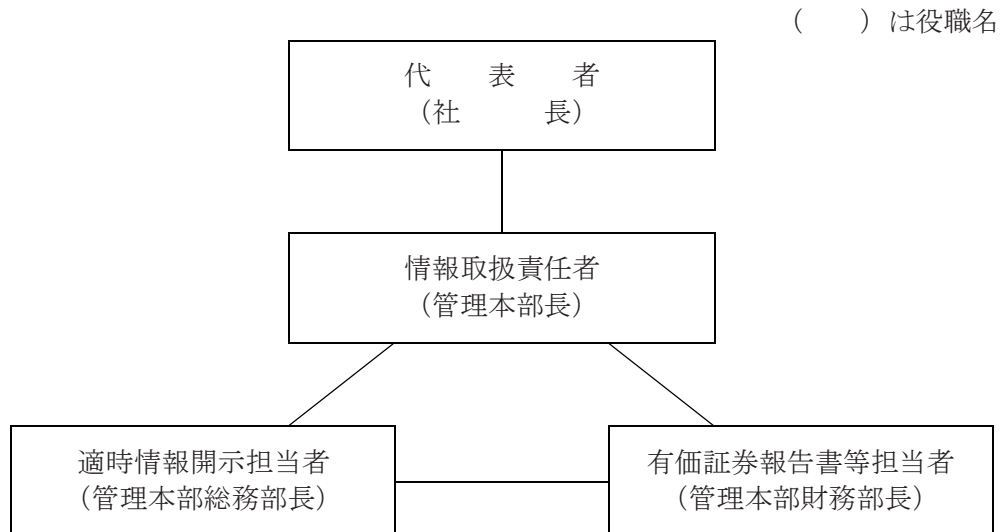 （　　）は役職名
代　　表　　者
（社　　　長）
情報取扱責任者
（管理本部長）
適時情報開示担当者
（管理本部総務部長）
有価証券報告書等担当者
（管理本部財務部長）